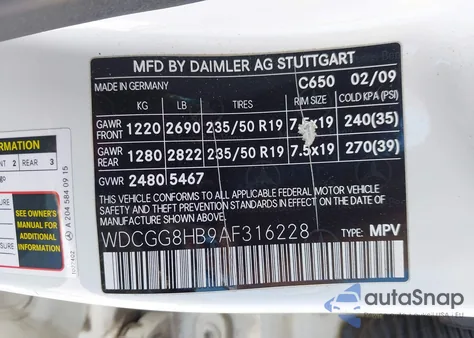 MFD BY DAIMLER AG STUTTGART
MADE IN GERMANY C650 02/09
KG LB TIRES RIM SIZE COLD KPA (PSI)
GAWR FRONT 1220 2690 235/50 R19 7.5x19 240(35)
GAWR REAR 1280 2822 235/50 R19 7.5x19 270(39)
GVWR 2480 5467
THIS VEHICLE CONFORMS TO ALL APPLICABLE FEDERAL MOTOR VEHICLE
SAFETY AND THEFT PREVENTION STANDARDS IN EFFECT ON THE DATE OF
MANUFACTURE SHOWN ABOVE.
WDCGG8HB9AF316228 TYPE: MPV
2 REAR 3
SEE OWNER'S
MANUAL FOR
ADDITIONAL
INFORMATION
A 204 584 09 15
autoSnap